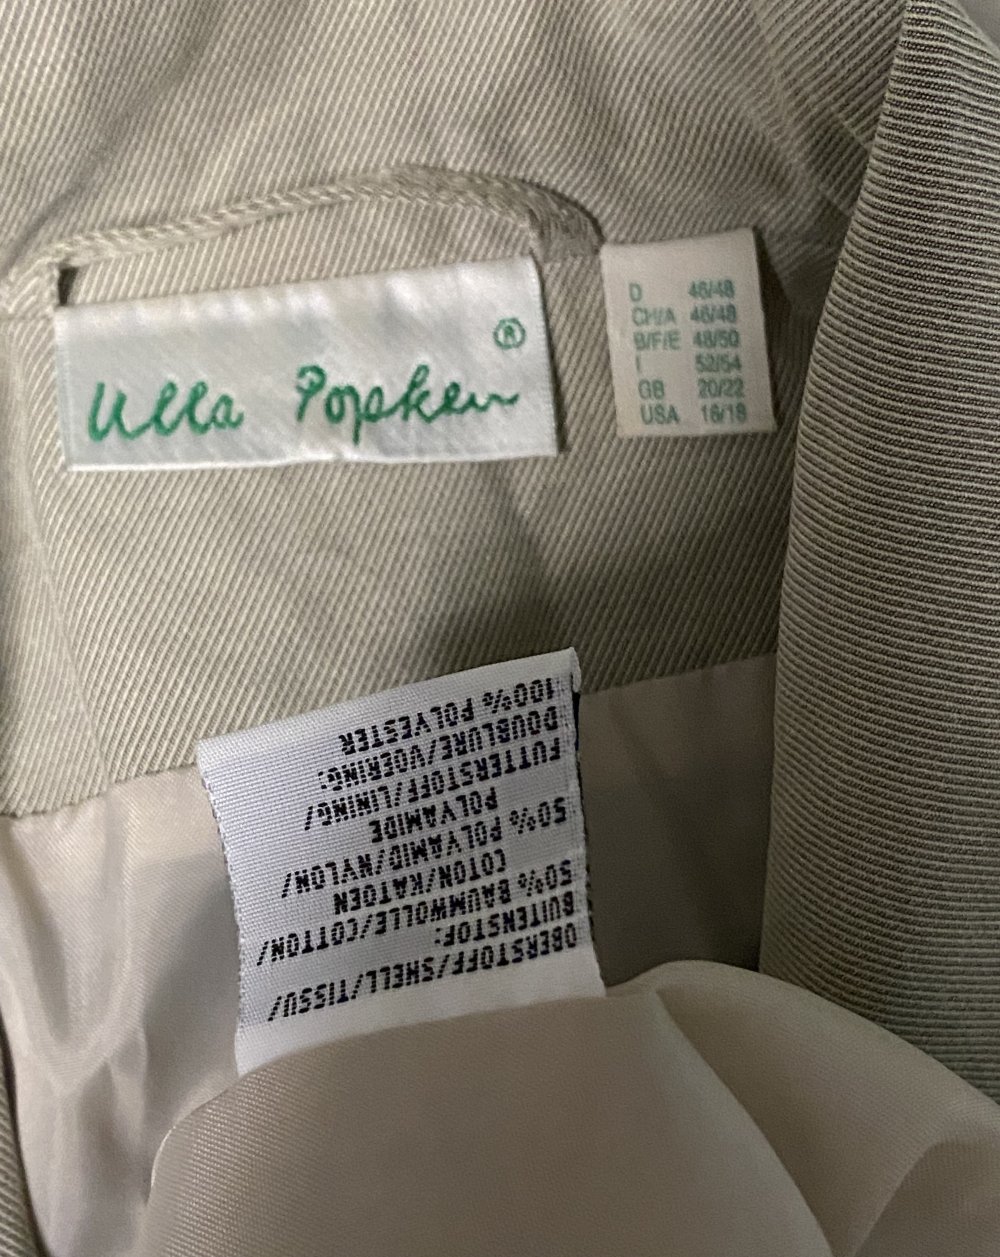 Ulla Popken ®
D 46/48
CH/A 46/48
B/F/E 48/50
I 52/54
GB 20/22
USA 16/18
OBERSTOFF/SHELL/TISSU/
BUITENSTOF:
50% BAUMWOLLE/COTTON/
COTON/KATOEN
50% POLYAMID/NYLON/
POLYAMIDE
FUTTERSTOFF/LINING/
DOUBLURE/VOERING:
100% POLYESTER